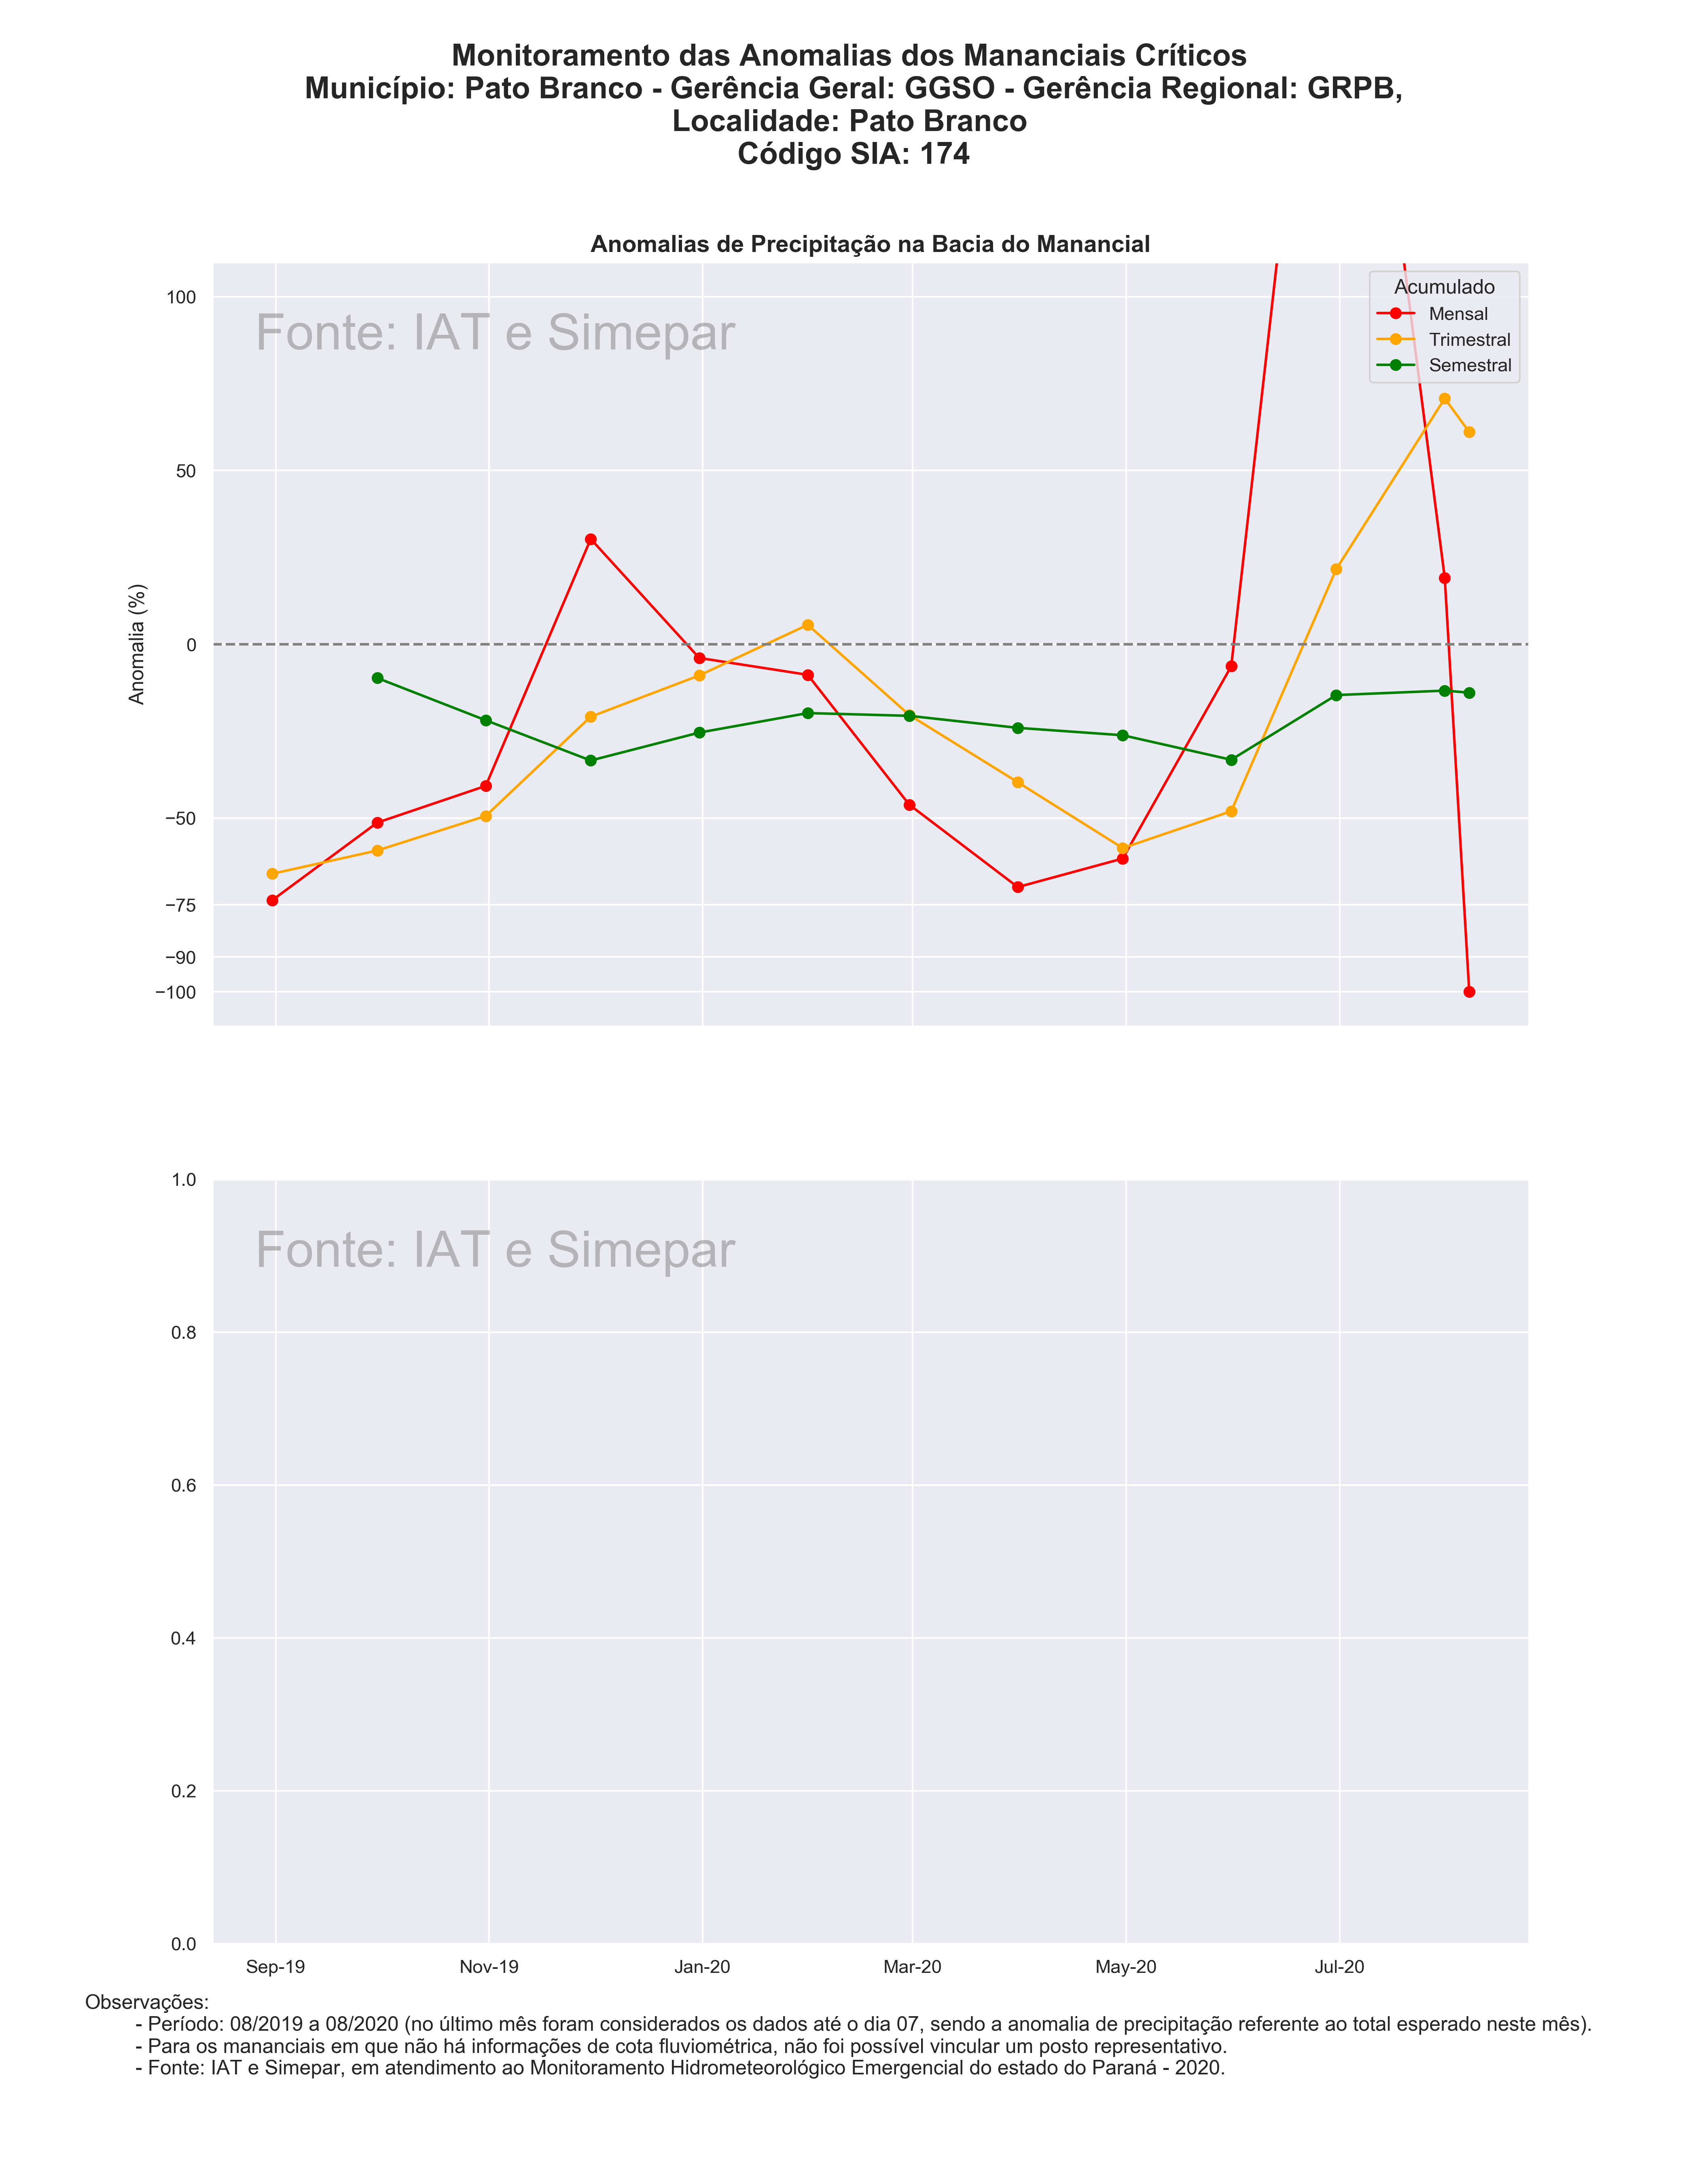 Monitoramento das Anomalias dos Mananciais Críticos
Município: Pato Branco - Gerência Geral: GGSO - Gerência Regional: GRPB,
Localidade: Pato Branco
Código SIA: 174
Anomalias de Precipitação na Bacia do Manancial
Fonte: IAT e Simepar
Acumulado
Mensal
Trimestral
Semestral
Anomalia (%)
100
50
0
−50
−75
−90
−100
Fonte: IAT e Simepar
1.0
0.8
0.6
0.4
0.2
0.0
Sep-19 Nov-19 Jan-20 Mar-20 May-20 Jul-20
Observações:
- Período: 08/2019 a 08/2020 (no último mês foram considerados os dados até o dia 07, sendo a anomalia de precipitação referente ao total esperado neste mês).
- Para os mananciais em que não há informações de cota fluviométrica, não foi possível vincular um posto representativo.
- Fonte: IAT e Simepar, em atendimento ao Monitoramento Hidrometeorológico Emergencial do estado do Paraná - 2020.